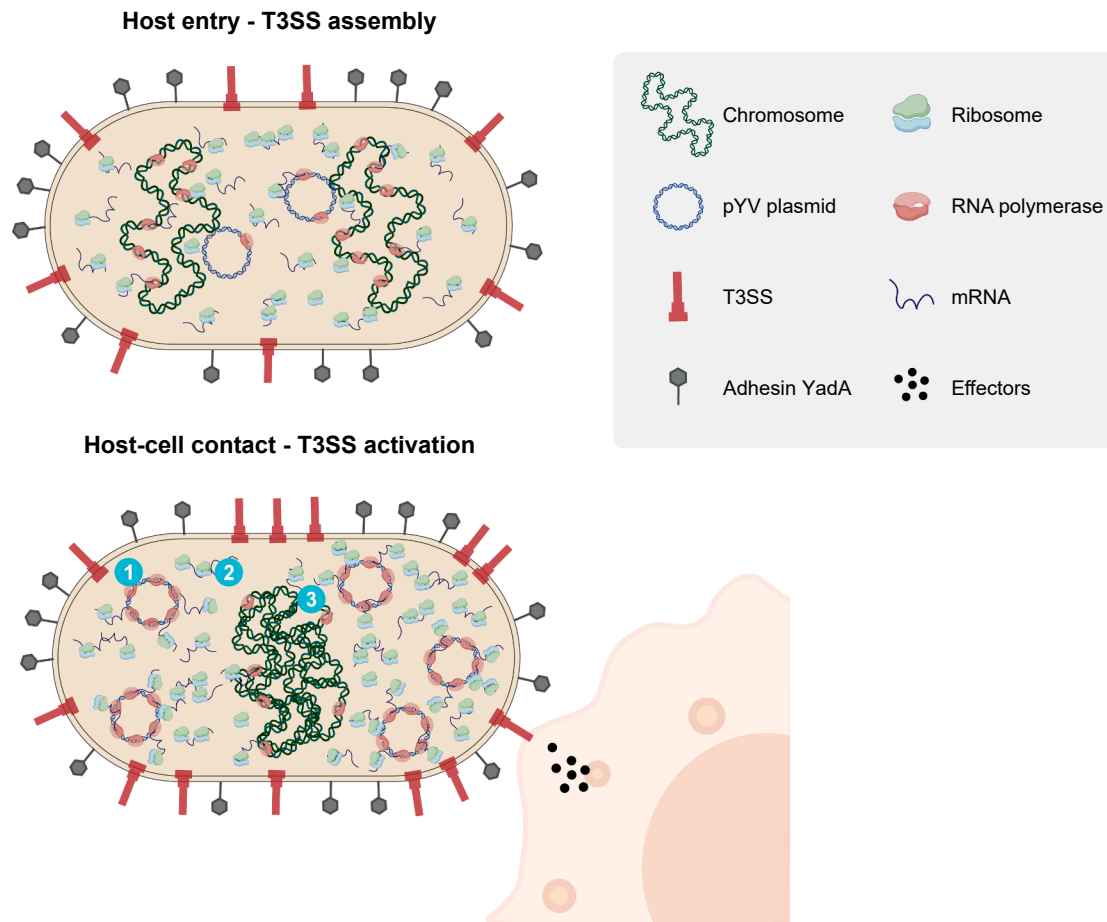 Host entry - T3SS assembly
Chromosome
Ribosome
pYV plasmid
RNA polymerase
T3SS
mRNA
Adhesin YadA
Effectors
Host-cell contact - T3SS activation
1
2
3